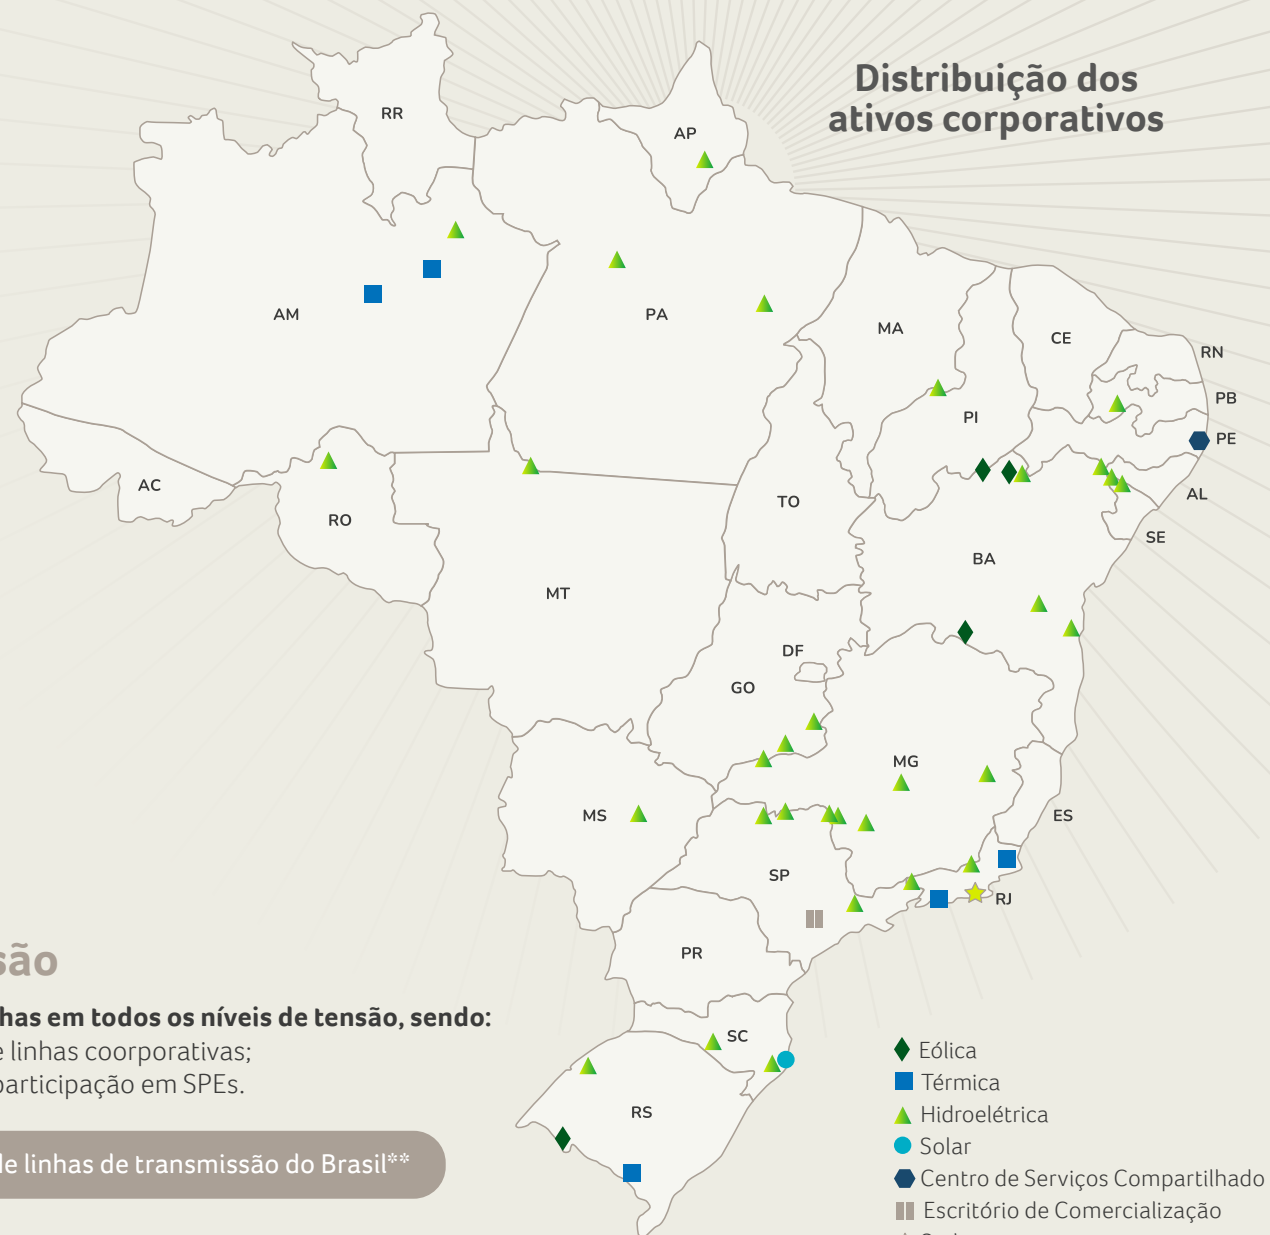 Distribuição dos
ativos corporativos
RR
AP
AM
PA
MA
CE
RN
PB
PI
PE
AC
TO
AL
RO
SE
BA
MT
DF
GO
MG
MS
ES
SP
RJ
PR
SC
RS
são
has em todos os níveis de tensão, sendo:
e linhas coorporativas;
participação em SPEs.
de linhas de transmissão do Brasil**
Eólica
Térmica
Hidroelétrica
Solar
Centro de Serviços Compartilhado
Escritório de Comercialização